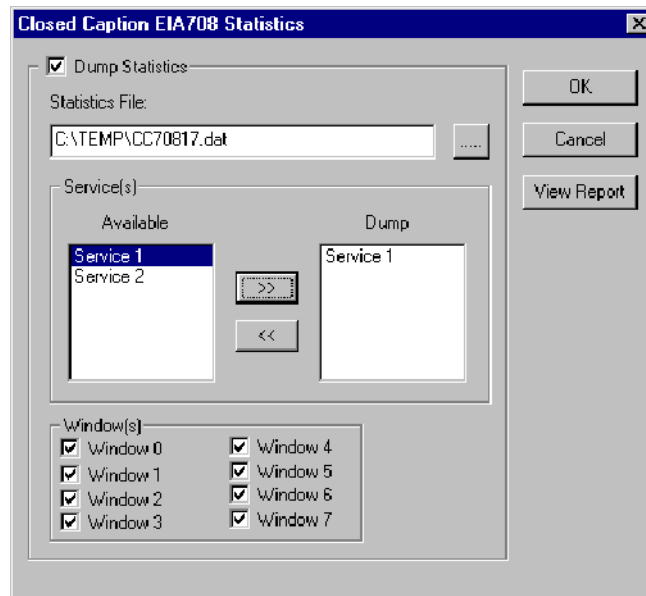 Closed Caption EIA708 Statistics
Dump Statistics
OK
Statistics File:
C:\TEMP\CC70817.dat
.....
Cancel
View Report
Service(s)
Available
Dump
Service 1
Service 2
>>
<<
Service 1
Window(s)
Window 0
Window 1
Window 2
Window 3
Window 4
Window 5
Window 6
Window 7